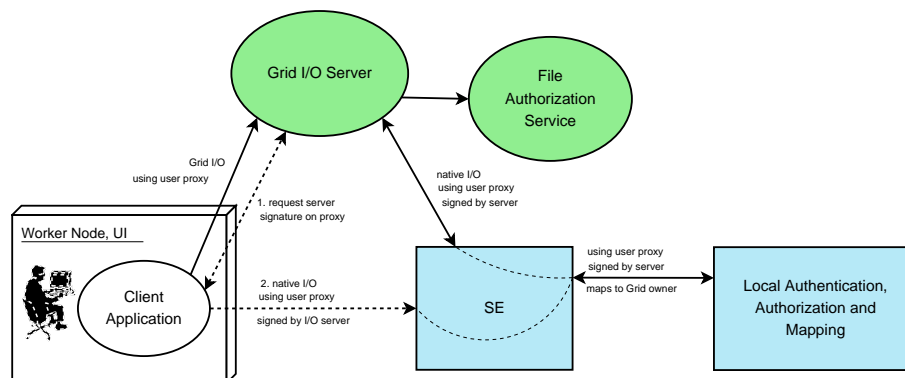 Grid I/O Server
File
Authorization
Service
Grid I/O
using user proxy
native I/O
using user proxy
signed by server
1. request server
signature on proxy
Worker Node, UI
Client
Application
2. native I/O
using user proxy
signed by I/O server
SE
using user proxy
signed by server
maps to Grid owner
Local Authentication,
Authorization and
Mapping